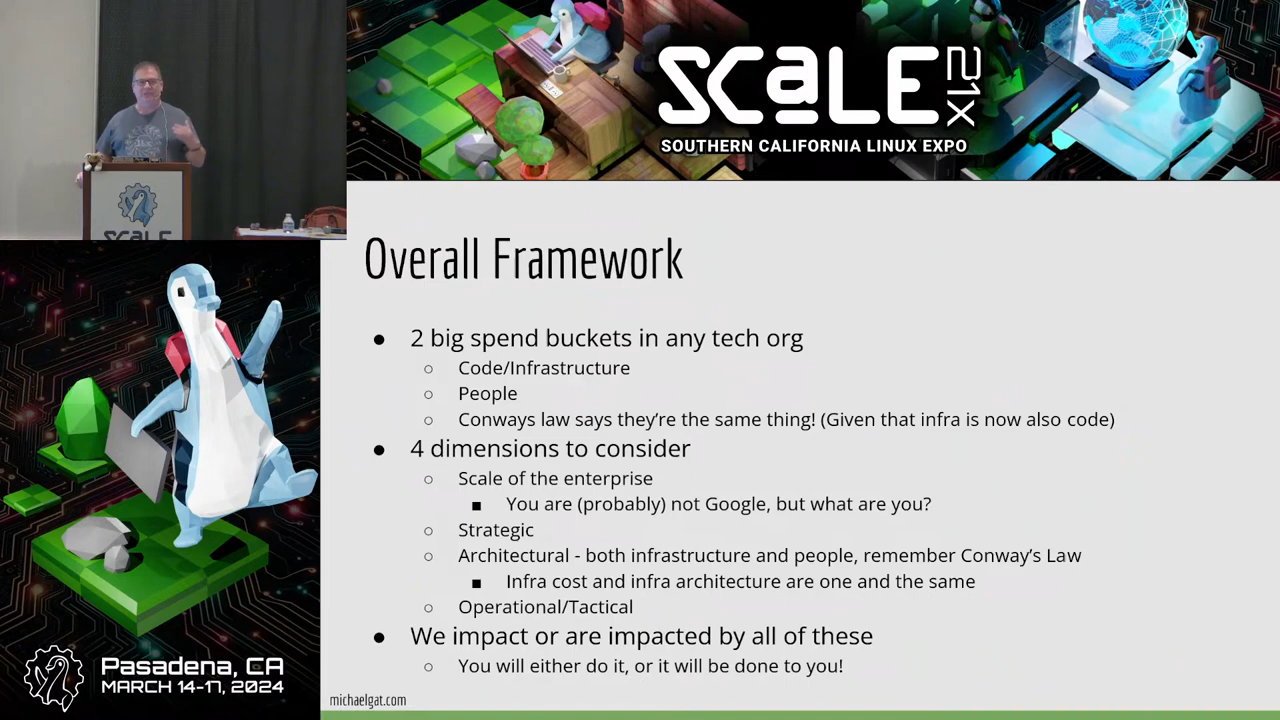 SCALE 21X
SOUTHERN CALIFORNIA LINUX EXPO
SCALE
Overall Framework
● 2 big spend buckets in any tech org
○ Code/Infrastructure
○ People
○ Conways law says they’re the same thing! (Given that infra is now also code)
● 4 dimensions to consider
○ Scale of the enterprise
■ You are (probably) not Google, but what are you?
○ Strategic
○ Architectural - both infrastructure and people, remember Conway’s Law
■ Infra cost and infra architecture are one and the same
○ Operational/Tactical
● We impact or are impacted by all of these
○ You will either do it, or it will be done to you!
Pasadena, CA
MARCH 14-17, 2024
michaelgat.com